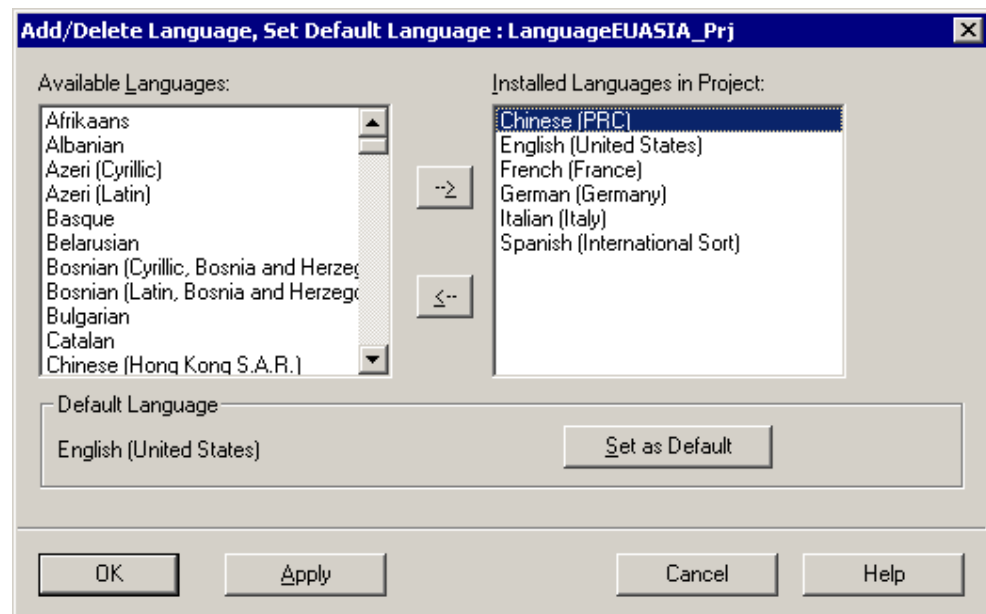 Add/Delete Language, Set Default Language : LanguageEUASIA_Prj
Available Languages:
Afrikaans
Albanian
Azeri (Cyrillic)
Azeri (Latin)
Basque
Belarusian
Bosnian (Cyrillic, Bosnia and Herzeg
Bosnian (Latin, Bosnia and Herzego
Bulgarian
Catalan
Chinese (Hong Kong S.A.R.)
-->
<--
Installed Languages in Project:
Chinese (PRC)
English (United States)
French (France)
German (Germany)
Italian (Italy)
Spanish (International Sort)
Default Language
English (United States)
Set as Default
OK
Apply
Cancel
Help